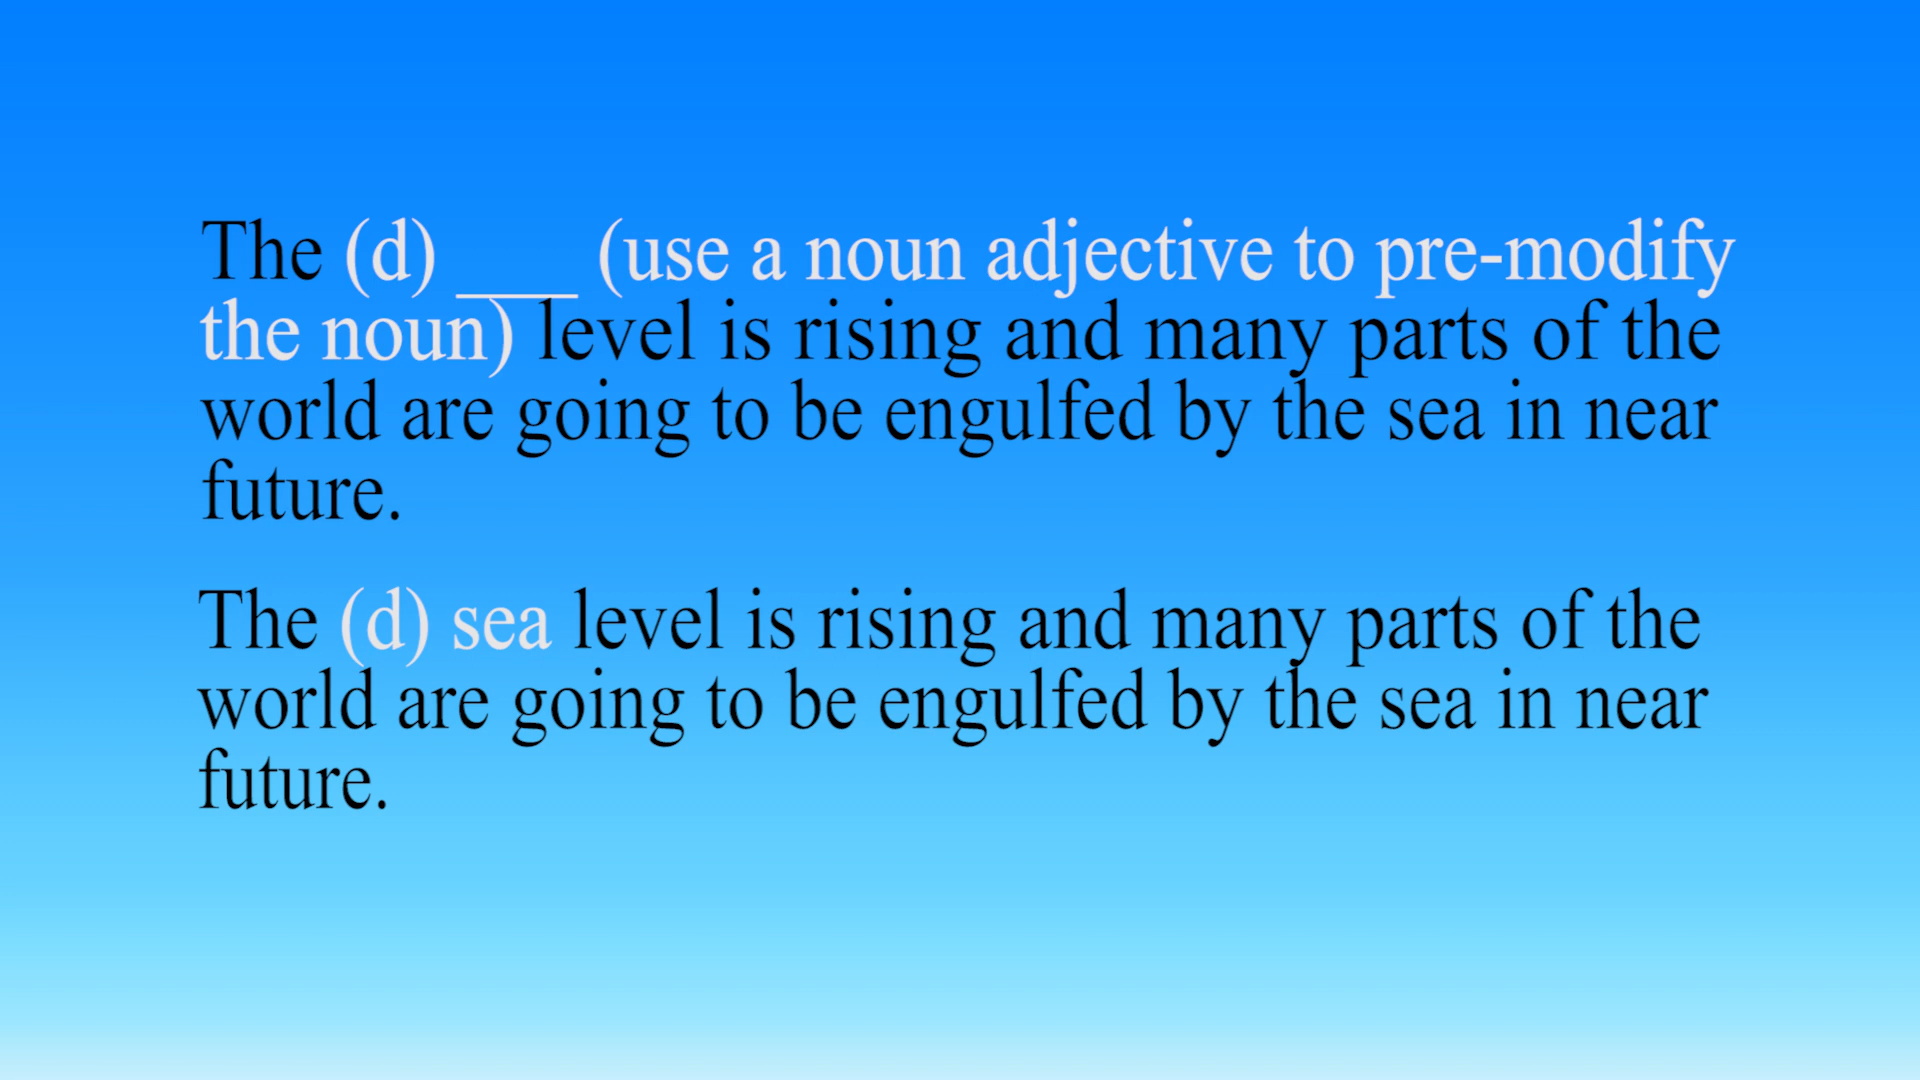 The (d) ___ (use a noun adjective to pre-modify
the noun) level is rising and many parts of the
world are going to be engulfed by the sea in near
future.
The (d) sea level is rising and many parts of the
world are going to be engulfed by the sea in near
future.